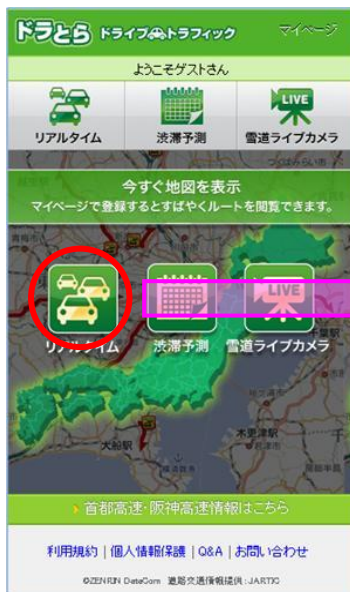 ドラとら ドライブ トラフィック マイページ
ようこそゲストさん
リアルタイム 渋滞予測 雪道ライブカメラ
LIVE
今すぐ地図を表示
マイページで登録するとすばやくルートを閲覧できます。
LIVE
リアルタイム 渋滞予測 雪道ライブカメラ
千葉駅
木更津駅
大船駅
首都高速・阪神高速情報はこちら
利用規約 | 個人情報保護 | Q&A | お問い合わせ
©ZENRIN DataCom 道路交通情報提供:JARTIC